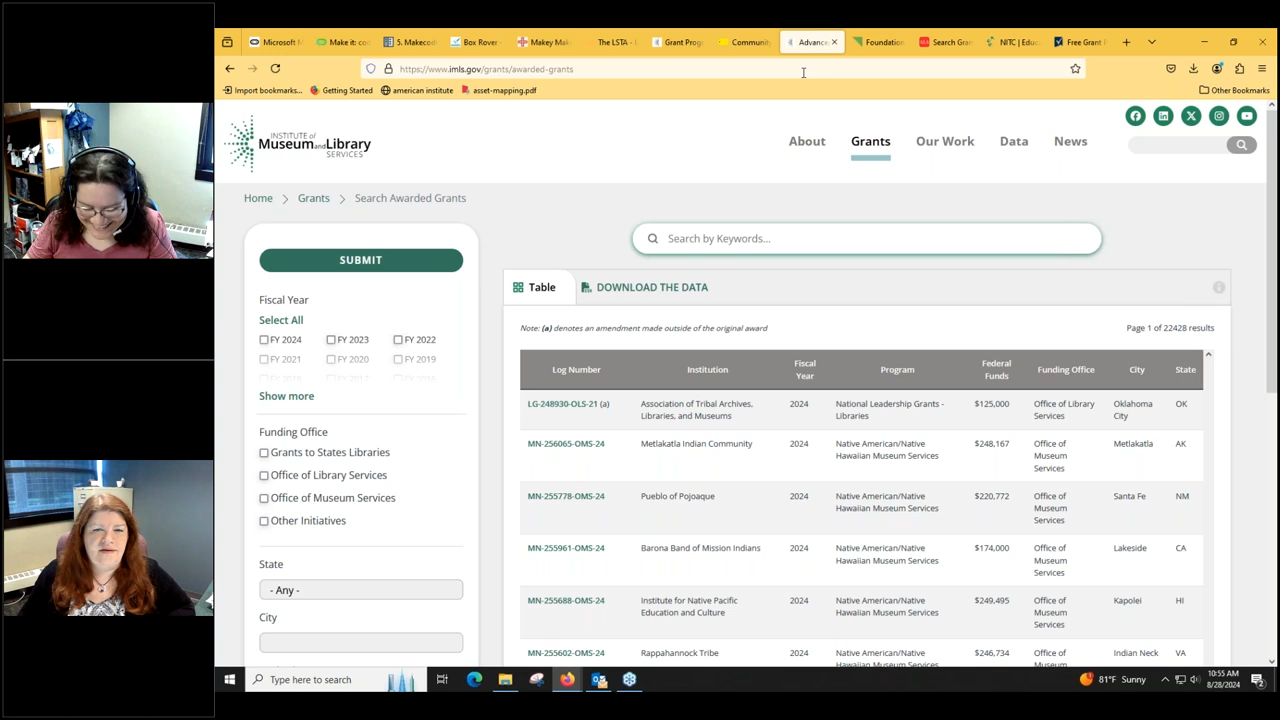 Microsoft M
Make it: co
5. Makecod
Box Rover -
Makey Mak
The LSTA - I
Grant Prog
Community
Advance
Foundation
Search Gran
NITC | Educ
Free Grant
https://www.imls.gov/grants/awarded-grants
Import bookmarks...
Getting Started
american institute
asset-mapping.pdf
Other Bookmarks
INSTITUTE of
Museum and Library
SERVICES
About
Grants
Our Work
Data
News
Home
Grants
Search Awarded Grants
SUBMIT
Fiscal Year
Select All
FY 2024 FY 2023 FY 2022
FY 2021 FY 2020 FY 2019
Show more
Funding Office
Grants to States Libraries
Office of Library Services
Office of Museum Services
Other Initiatives
State
- Any -
City
Search by Keywords...
Table
DOWNLOAD THE DATA
Note: (a) denotes an amendment made outside of the original award
Page 1 of 22428 results
Log Number
Institution
Fiscal
Year
Program
Federal
Funds
Funding Office
City
State
LG-248930-OLS-21 (a)
Association of Tribal Archives,
Libraries, and Museums
2024
National Leadership Grants -
Libraries
$125,000
Office of Library
Services
Oklahoma
City
OK
MN-256065-OMS-24
Metlakatla Indian Community
2024
Native American/Native
Hawaiian Museum Services
$248,167
Office of
Museum
Services
Metlakatla
AK
MN-255778-OMS-24
Pueblo of Pojoaque
2024
Native American/Native
Hawaiian Museum Services
$220,772
Office of
Museum
Services
Santa Fe
NM
MN-255961-OMS-24
Barona Band of Mission Indians
2024
Native American/Native
Hawaiian Museum Services
$174,000
Office of
Museum
Services
Lakeside
CA
MN-255688-OMS-24
Institute for Native Pacific
Education and Culture
2024
Native American/Native
Hawaiian Museum Services
$249,495
Office of
Museum
Services
Kapolei
HI
MN-255602-OMS-24
Rappahannock Tribe
2024
Native American/Native
Hawaiian Museum Services
$246,734
Office of
Museum
Indian Neck
VA
Type here to search
81°F Sunny
10:55 AM
8/28/2024
2